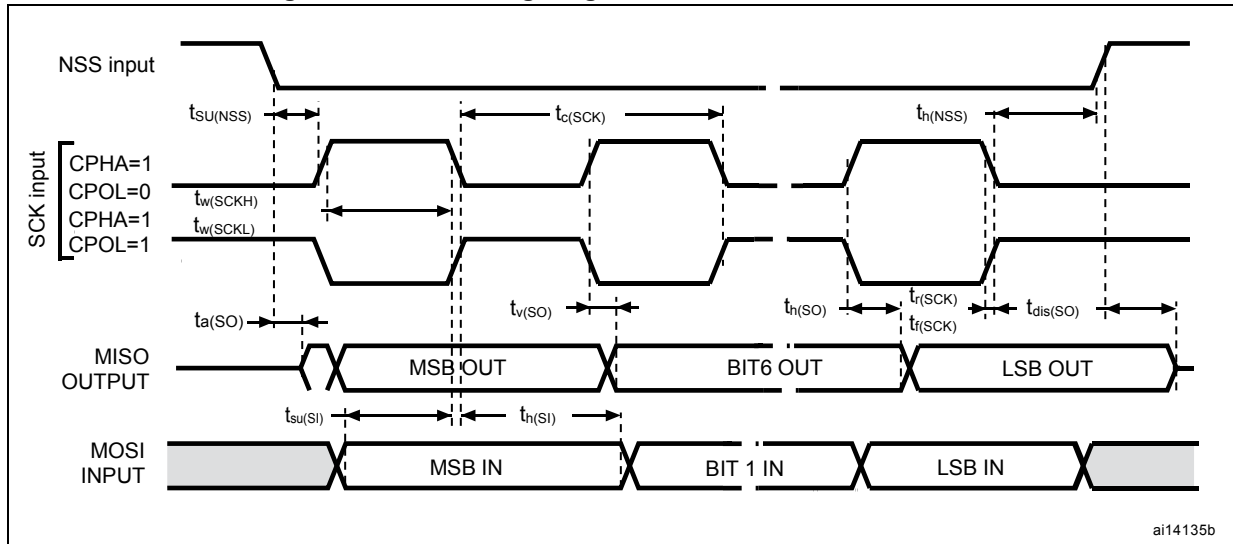 NSS input
tSU(NSS)
tc(SCK)
th(NSS)
SCK input
CPHA=1
CPOL=0
tw(SCKH)
CPHA=1
tw(SCKL)
CPOL=1
ta(SO)
tv(SO)
th(SO)
tr(SCK)
tf(SCK)
tdis(SO)
MISO
OUTPUT
MSB OUT
BIT6 OUT
LSB OUT
tsu(SI)
th(SI)
MOSI
INPUT
MSB IN
BIT 1 IN
LSB IN
ai14135b